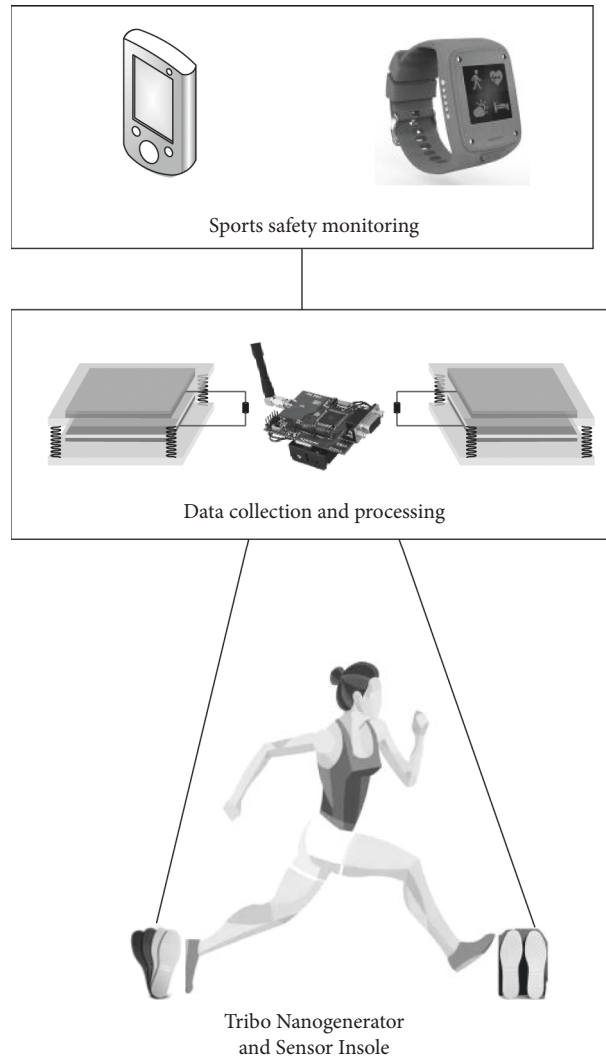 Sports safety monitoring
Data collection and processing
Tribo Nanogenerator
and Sensor Insole